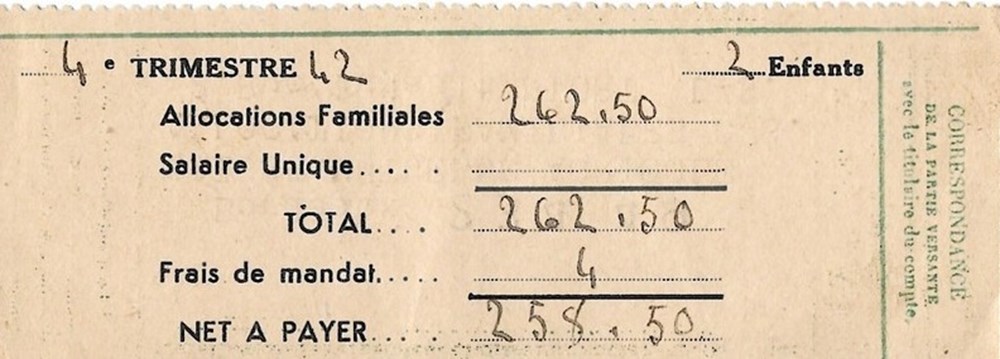 4e TRIMESTRE 42 2 Enfants
Allocations Familiales 262.50
Salaire Unique.... .
TOTAL.... 262.50
Frais de mandat..... 4
NET A PAYER.... . 258.50
CORRESPONDANCE
DE LA PARTIE VERSANTE
avec le titulaire du compte.